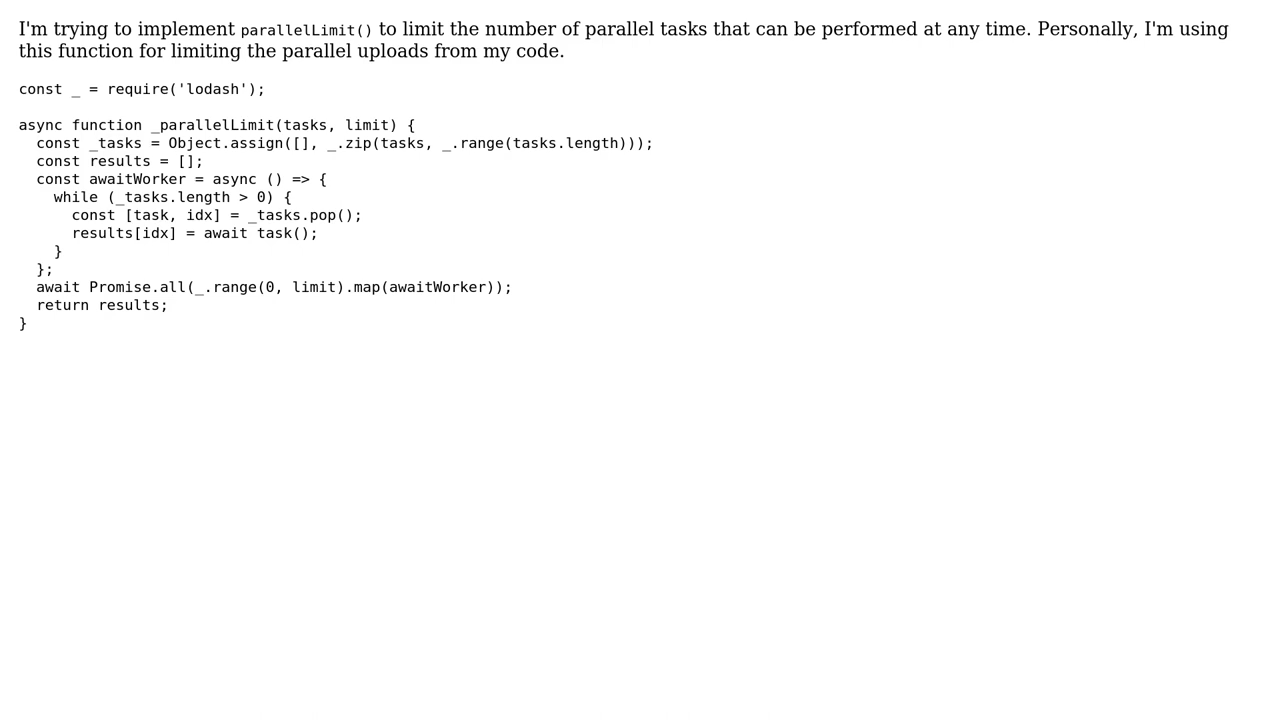 I'm trying to implement parallelLimit() to limit the number of parallel tasks that can be performed at any time. Personally, I'm using
this function for limiting the parallel uploads from my code.
const _ = require('lodash');
async function _parallelLimit(tasks, limit) {
  const _tasks = Object.assign([], _.zip(tasks, _.range(tasks.length)));
  const results = [];
  const awaitWorker = async () => {
    while (_tasks.length > 0) {
      const [task, idx] = _tasks.pop();
      results[idx] = await task();
    }
  };
  await Promise.all(_.range(0, limit).map(awaitWorker));
  return results;
}